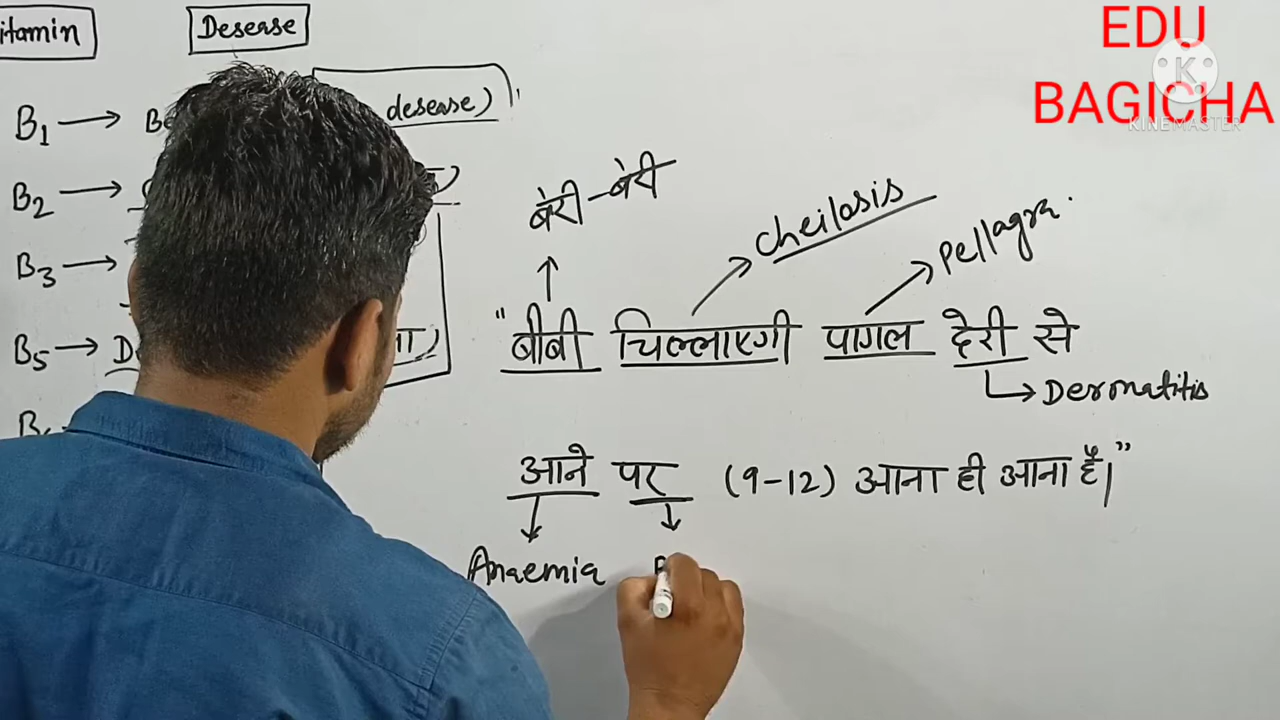 itamin Desease
EDU
BAGICHA
KINEMASTER
B1 → desease)
B2 →
B3 →
B5 → D
बेरी-बेरी
Cheilosis
Pellagra.
"बीबी चिल्लाएगी पागल देरी से
Dermatitis
आने पर (9-12) आना ही आना है।"
Anaemia